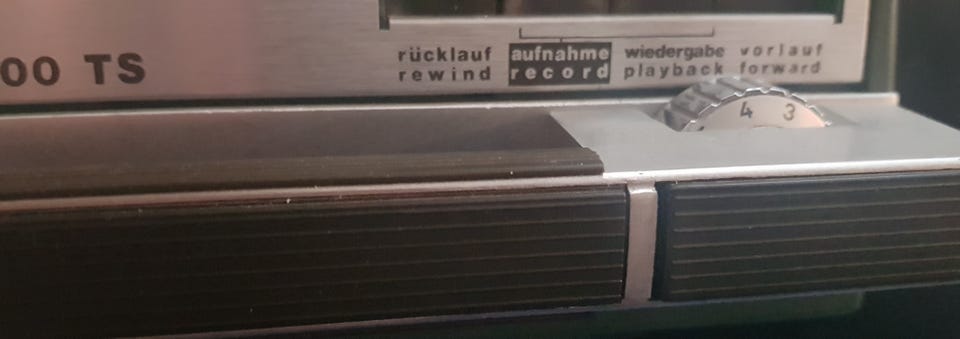 00 TS
rücklauf aufnahme wiedergabe vorlauf
rewind record playback forward
4 3